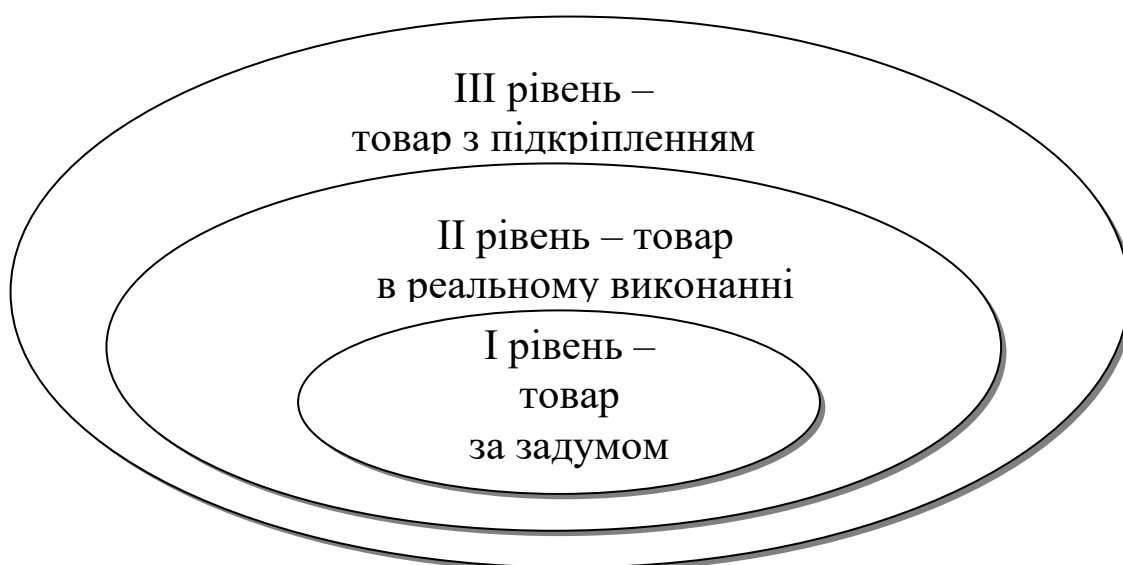 III рівень –
товар з підкріпленням
II рівень – товар
в реальному виконанні
I рівень –
товар
за задумом